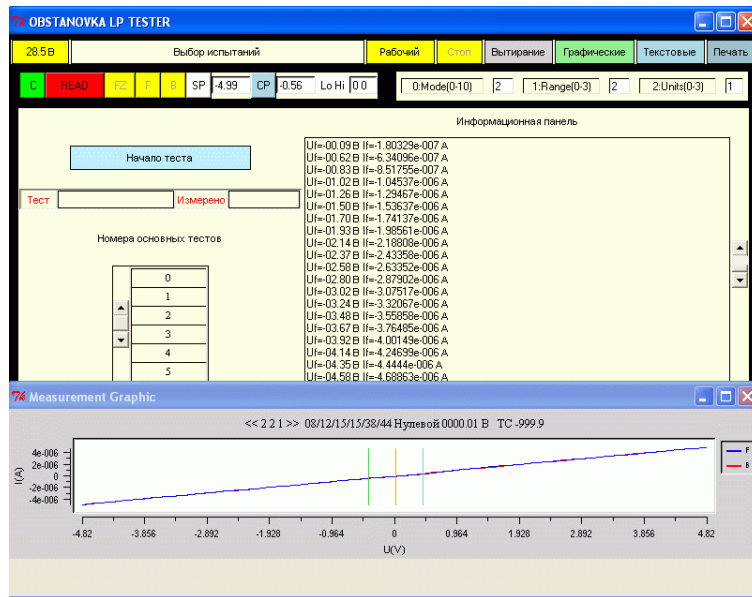 OBSTANOVKA LP TESTER
28.5 В Выбор испытаний Рабочий Стоп Вытирание Графические Текстовые Печать
C READ FZ F B SP -4.99 CP -0.56 Lo Hi 0 0 0:Mode(0-10) 2 1:Range(0-3) 2 2:Units(0-3) 1
Информационная панель
Начало теста
Тест Измерено
Номера основных тестов
0
1
2
3
4
5
Uf=-00.09 В If=-1.80329e-007 A
Uf=-00.62 В If=-6.34096e-007 A
Uf=-00.83 В If=-8.51755e-007 A
Uf=-01.02 В If=-1.04537e-006 A
Uf=-01.26 В If=-1.29467e-006 A
Uf=-01.50 В If=-1.53637e-006 A
Uf=-01.70 В If=-1.74137e-006 A
Uf=-01.93 В If=-1.98561e-006 A
Uf=-02.14 В If=-2.18808e-006 A
Uf=-02.37 В If=-2.43358e-006 A
Uf=-02.58 В If=-2.63352e-006 A
Uf=-02.80 В If=-2.87902e-006 A
Uf=-03.02 В If=-3.07517e-006 A
Uf=-03.24 В If=-3.32067e-006 A
Uf=-03.48 В If=-3.55858e-006 A
Uf=-03.67 В If=-3.76485e-006 A
Uf=-03.92 В If=-4.00149e-006 A
Uf=-04.14 В If=-4.24699e-006 A
Uf=-04.35 В If=-4.4444e-006 A
Uf=-04.58 В If=-4.68863e-006 A
Measurement Graphic
<< 2 2 1 >> 08/12/15/15/38/44 Нулевой 0000.01 В TC -999.9
I(A)
4e-006
2e-006
0
-2e-006
-4e-006
F
B
-4.82 -3.856 -2.892 -1.928 -0.964 0 0.964 1.928 2.892 3.856 4.82
U(V)